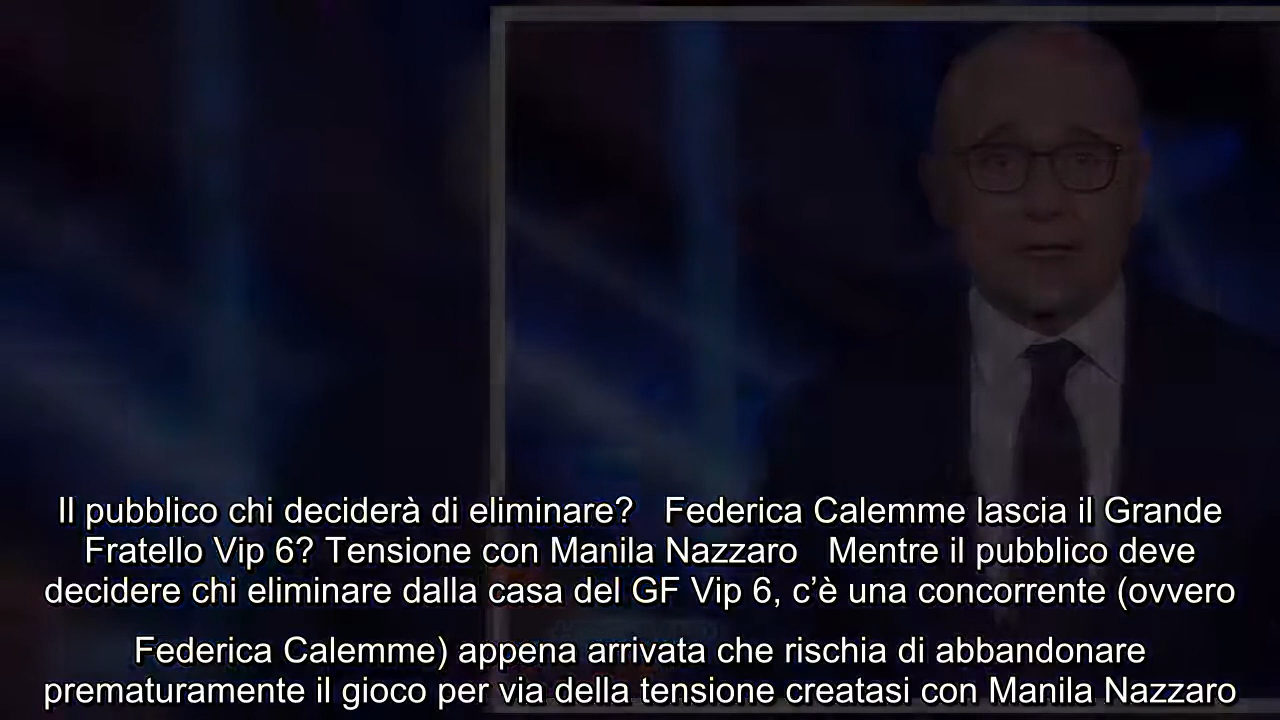 Il pubblico chi deciderà di eliminare?   Federica Calemme lascia il Grande
Fratello Vip 6? Tensione con Manila Nazzaro   Mentre il pubblico deve
decidere chi eliminare dalla casa del GF Vip 6, c’è una concorrente (ovvero
Federica Calemme) appena arrivata che rischia di abbandonare
prematuramente il gioco per via della tensione creatasi con Manila Nazzaro